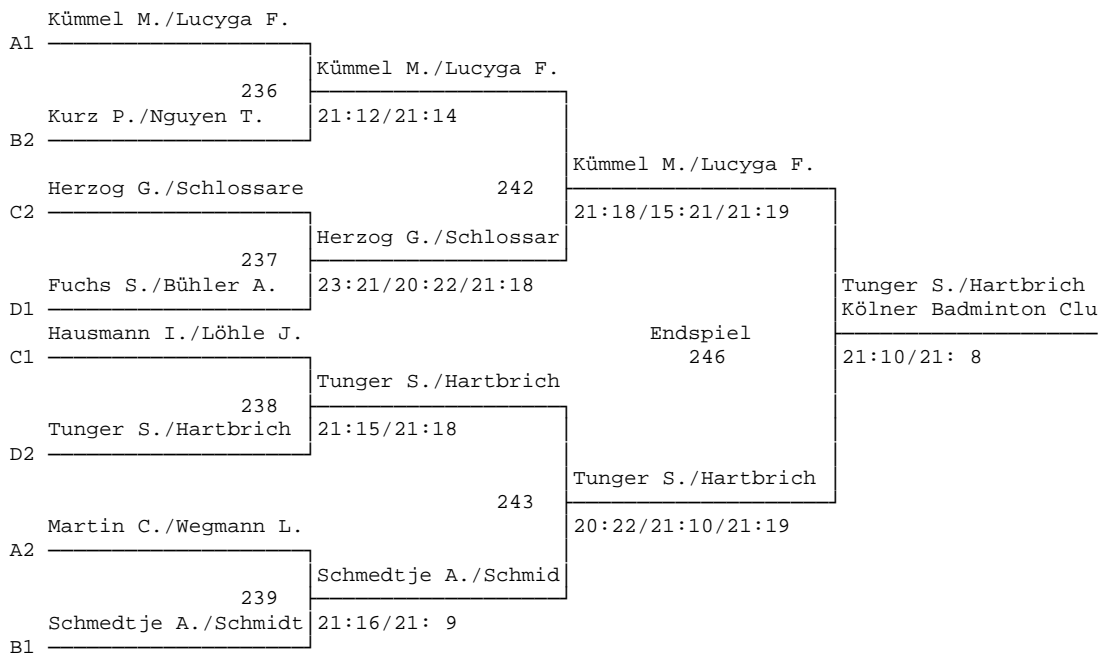 Kümmel M./Lucyga F.
A1
Kümmel M./Lucyga F.
236
Kurz P./Nguyen T.
21:12/21:14
B2
Kümmel M./Lucyga F.
Herzog G./Schlossare
242
C2
21:18/15:21/21:19
Herzog G./Schlossar
237
Fuchs S./Bühler A.
23:21/20:22/21:18
Tunger S./Hartbrich
D1
Kölner Badminton Clu
Hausmann I./Löhle J.
Endspiel
C1
246
21:10/21: 8
Tunger S./Hartbrich
238
Tunger S./Hartbrich
21:15/21:18
D2
Tunger S./Hartbrich
243
Martin C./Wegmann L.
20:22/21:10/21:19
A2
Schmedtje A./Schmid
239
Schmedtje A./Schmidt
21:16/21: 9
B1